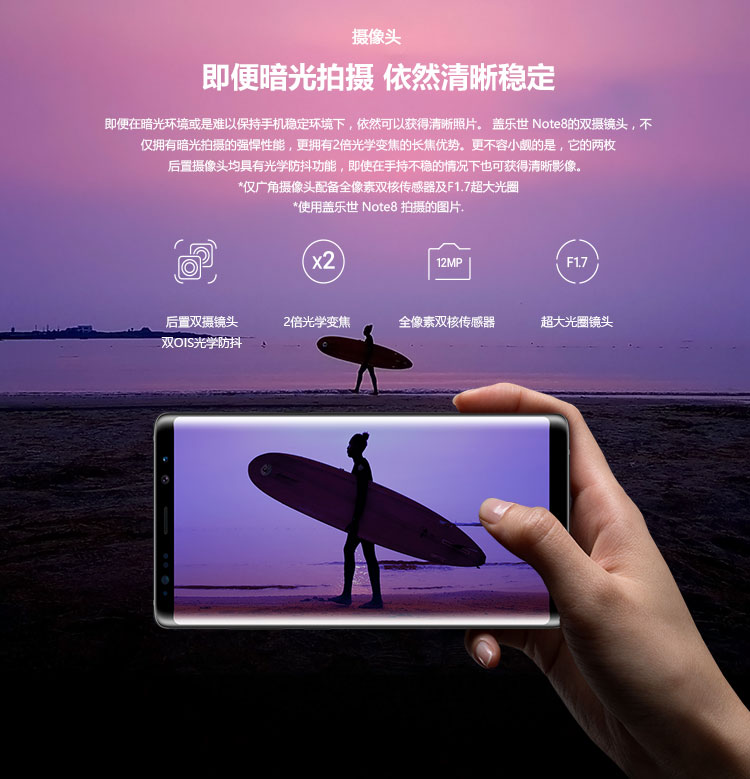 摄像头
即便暗光拍摄 依然清晰稳定
即便在暗光环境或是难以保持手机稳定环境下，依然可以获得清晰照片。 盖乐世 Note8的双摄镜头，不
仅拥有暗光拍摄的强悍性能，更拥有2倍光学变焦的长焦优势。更不容小觑的是，它的两枚
后置摄像头均具有光学防抖功能，即使在手持不稳的情况下也可获得清晰影像。
*仅广角摄像头配备全像素双核传感器及F1.7超大光圈
*使用盖乐世 Note8 拍摄的图片.
x2
12MP
F1.7
后置双摄镜头
双OIS光学防抖
2倍光学变焦
全像素双核传感器
超大光圈镜头